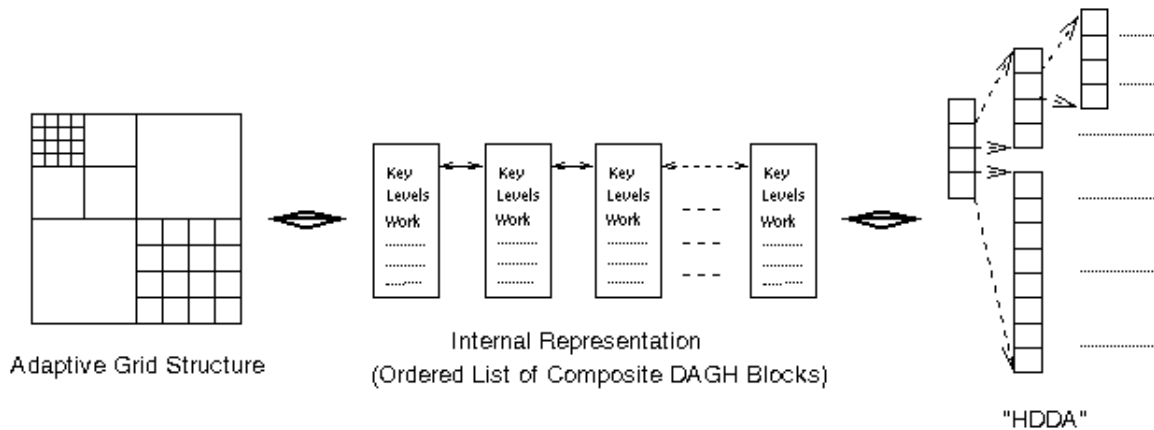 Adaptive Grid Structure
Key
Levels
Work
Key
Levels
Work
Key
Levels
Work
Key
Levels
Work
Internal Representation
(Ordered List of Composite DAGH Blocks)
"HDDA"